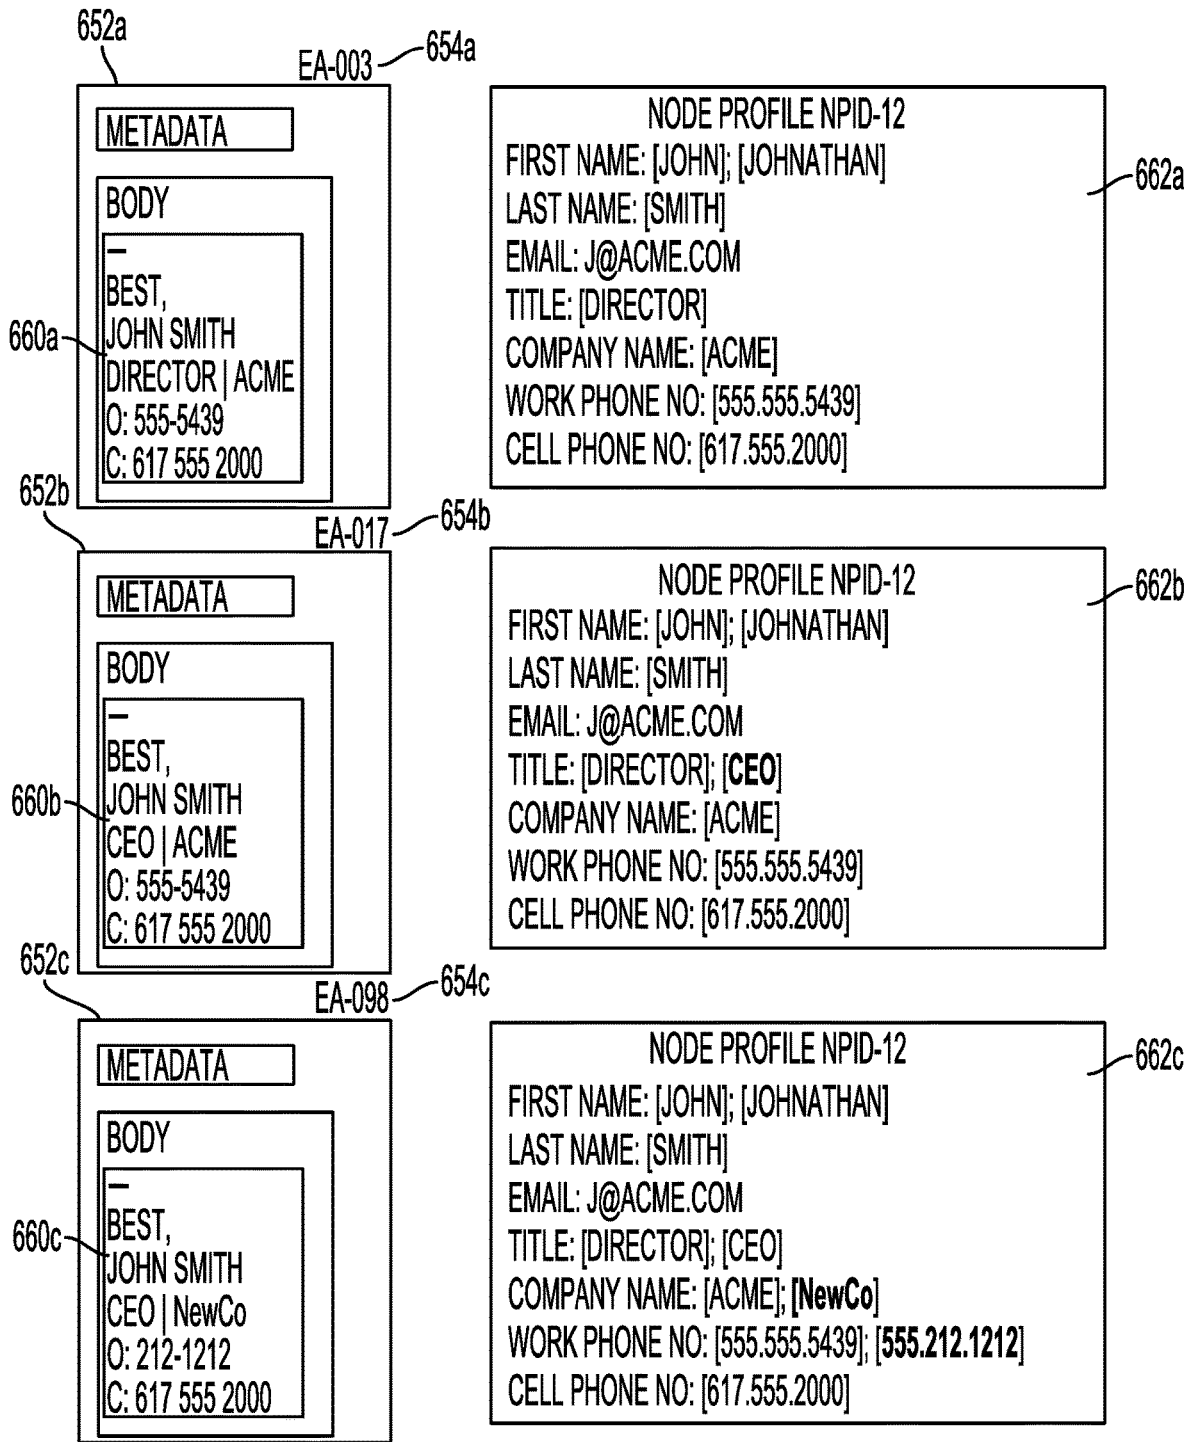 652a
EA-003
654a
METADATA
BODY
—
BEST,
JOHN SMITH
DIRECTOR | ACME
O: 555-5439
C: 617 555 2000
660a
NODE PROFILE NPID-12
FIRST NAME: [JOHN]; [JOHNATHAN]
LAST NAME: [SMITH]
EMAIL: J@ACME.COM
TITLE: [DIRECTOR]
COMPANY NAME: [ACME]
WORK PHONE NO: [555.555.5439]
CELL PHONE NO: [617.555.2000]
662a
652b
EA-017
654b
METADATA
BODY
—
BEST,
JOHN SMITH
CEO | ACME
O: 555-5439
C: 617 555 2000
660b
NODE PROFILE NPID-12
FIRST NAME: [JOHN]; [JOHNATHAN]
LAST NAME: [SMITH]
EMAIL: J@ACME.COM
TITLE: [DIRECTOR]; [CEO]
COMPANY NAME: [ACME]
WORK PHONE NO: [555.555.5439]
CELL PHONE NO: [617.555.2000]
662b
652c
EA-098
654c
METADATA
BODY
—
BEST,
JOHN SMITH
CEO | NewCo
O: 212-1212
C: 617 555 2000
660c
NODE PROFILE NPID-12
FIRST NAME: [JOHN]; [JOHNATHAN]
LAST NAME: [SMITH]
EMAIL: J@ACME.COM
TITLE: [DIRECTOR]; [CEO]
COMPANY NAME: [ACME]; [NewCo]
WORK PHONE NO: [555.555.5439]; [555.212.1212]
CELL PHONE NO: [617.555.2000]
662c